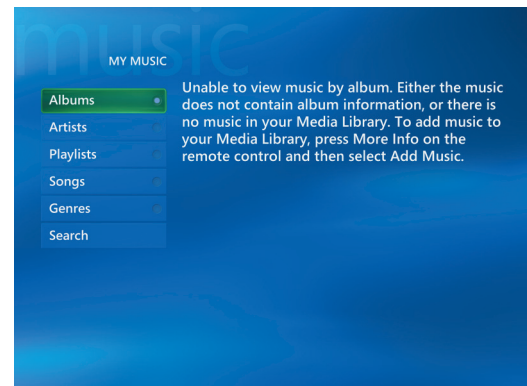 music
MY MUSIC
Albums
Artists
Playlists
Songs
Genres
Search
Unable to view music by album. Either the music
does not contain album information, or there is
no music in your Media Library. To add music to
your Media Library, press More Info on the
remote control and then select Add Music.